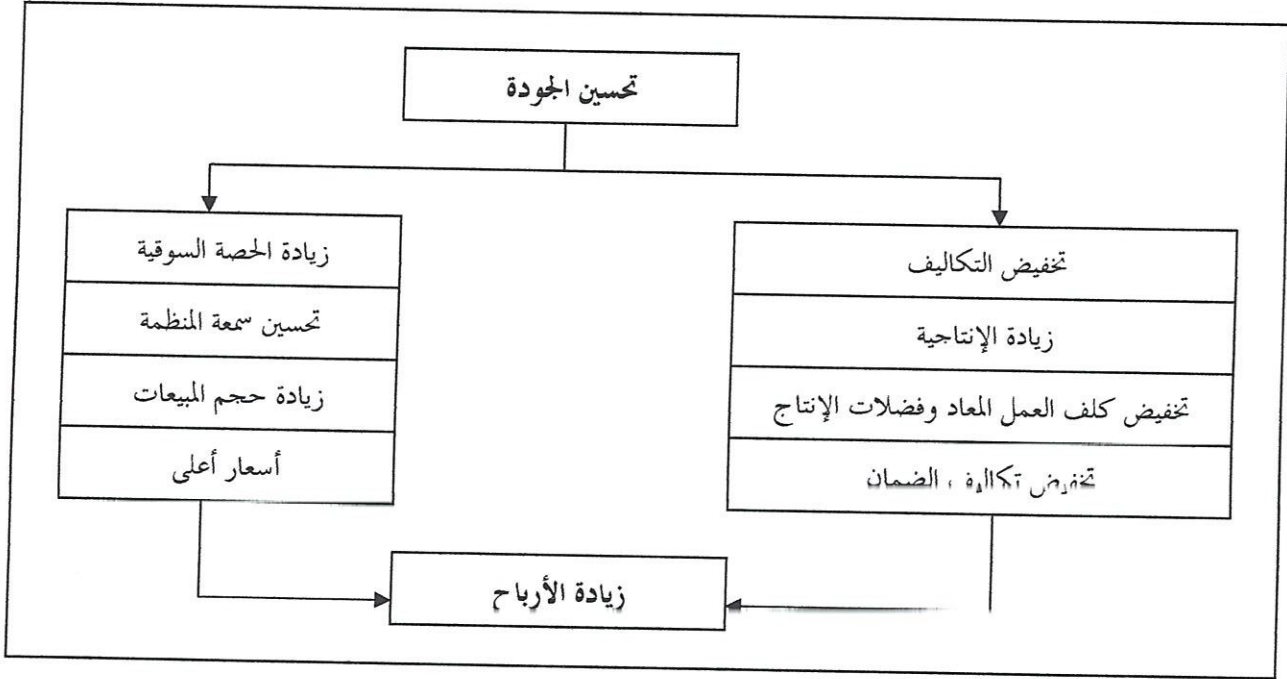 تحسين الجودة
تخفيض التكاليف
زيادة الإنتاجية
تخفيض كلف العمل المعاد وفضلات الإنتاج
تخفيض تكاليف الضمان
زيادة الحصة السوقية
تحسين سمعة المنظمة
زيادة حجم المبيعات
أسعار أعلى
زيادة الأرباح